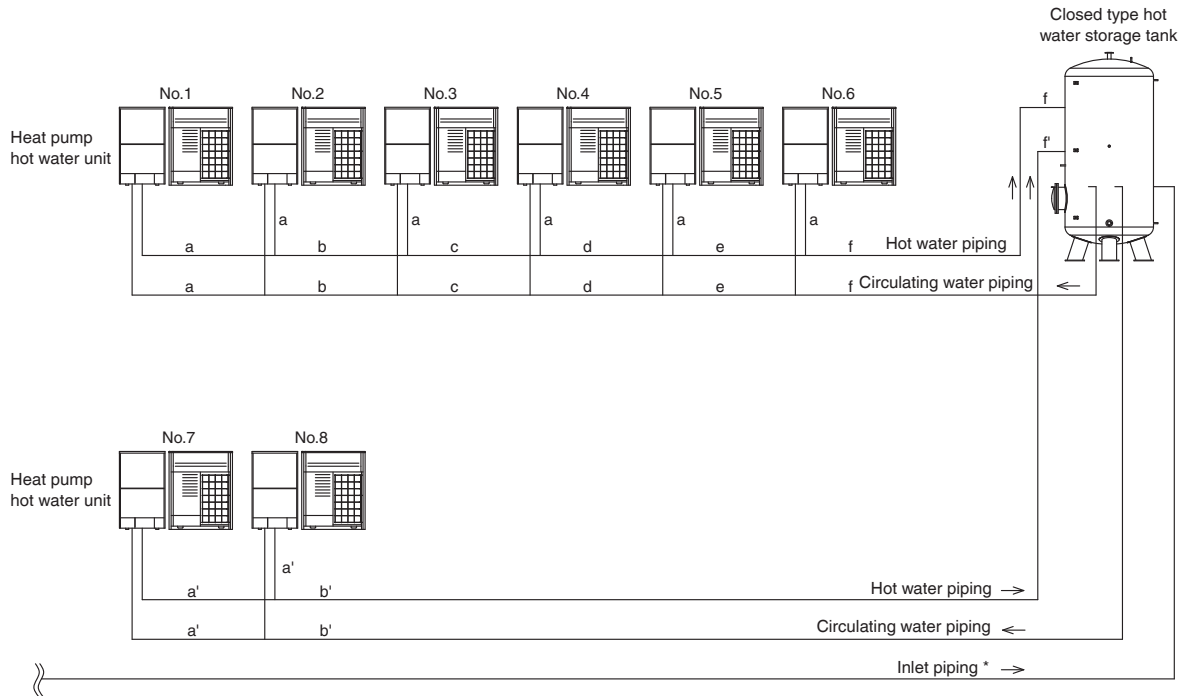 Closed type hot
water storage tank
No.1
No.2
No.3
No.4
No.5
No.6
Heat pump
hot water unit
f
f'
a
a
a
a
a
a
b
c
d
e
f
Hot water piping
a
b
c
d
e
f
Circulating water piping
No.7
No.8
Heat pump
hot water unit
a'
a'
b'
Hot water piping
a'
b'
Circulating water piping
Inlet piping *